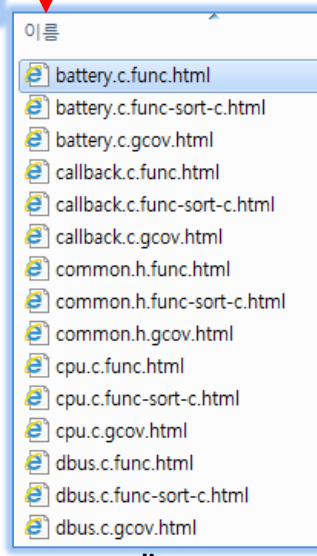 이름
battery.c.func.html
battery.c.func-sort-c.html
battery.c.gcov.html
callback.c.func.html
callback.c.func-sort-c.html
callback.c.gcov.html
common.h.func.html
common.h.func-sort-c.html
common.h.gcov.html
cpu.c.func.html
cpu.c.func-sort-c.html
cpu.c.gcov.html
dbus.c.func.html
dbus.c.func-sort-c.html
dbus.c.gcov.html